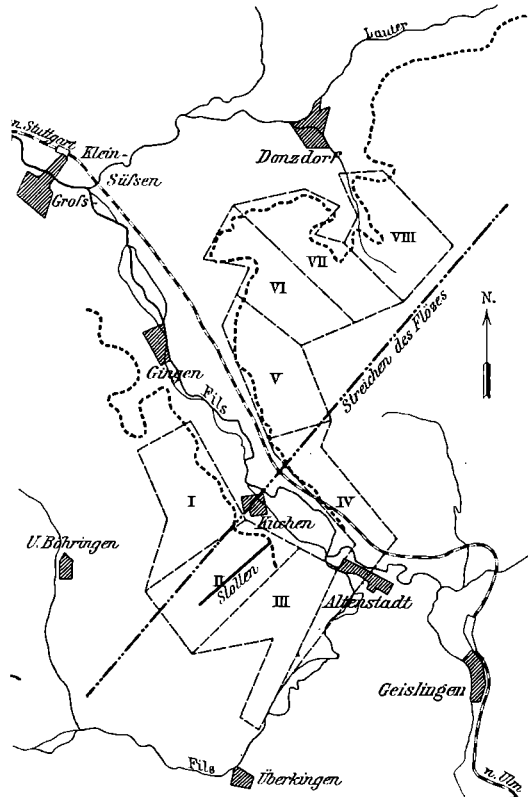 Lauter
n. Stuttgart
Klein-
Süßsen
Groß-
Donzdorf
VIII
VII
VI
N.
Streichen des Flözes
V
Gingen
Fils
I
IV
Kuchen
U. Böhringen
II
Stollen
III
Altenstadt
Geislingen
Fils
Überkingen
n. Ulm